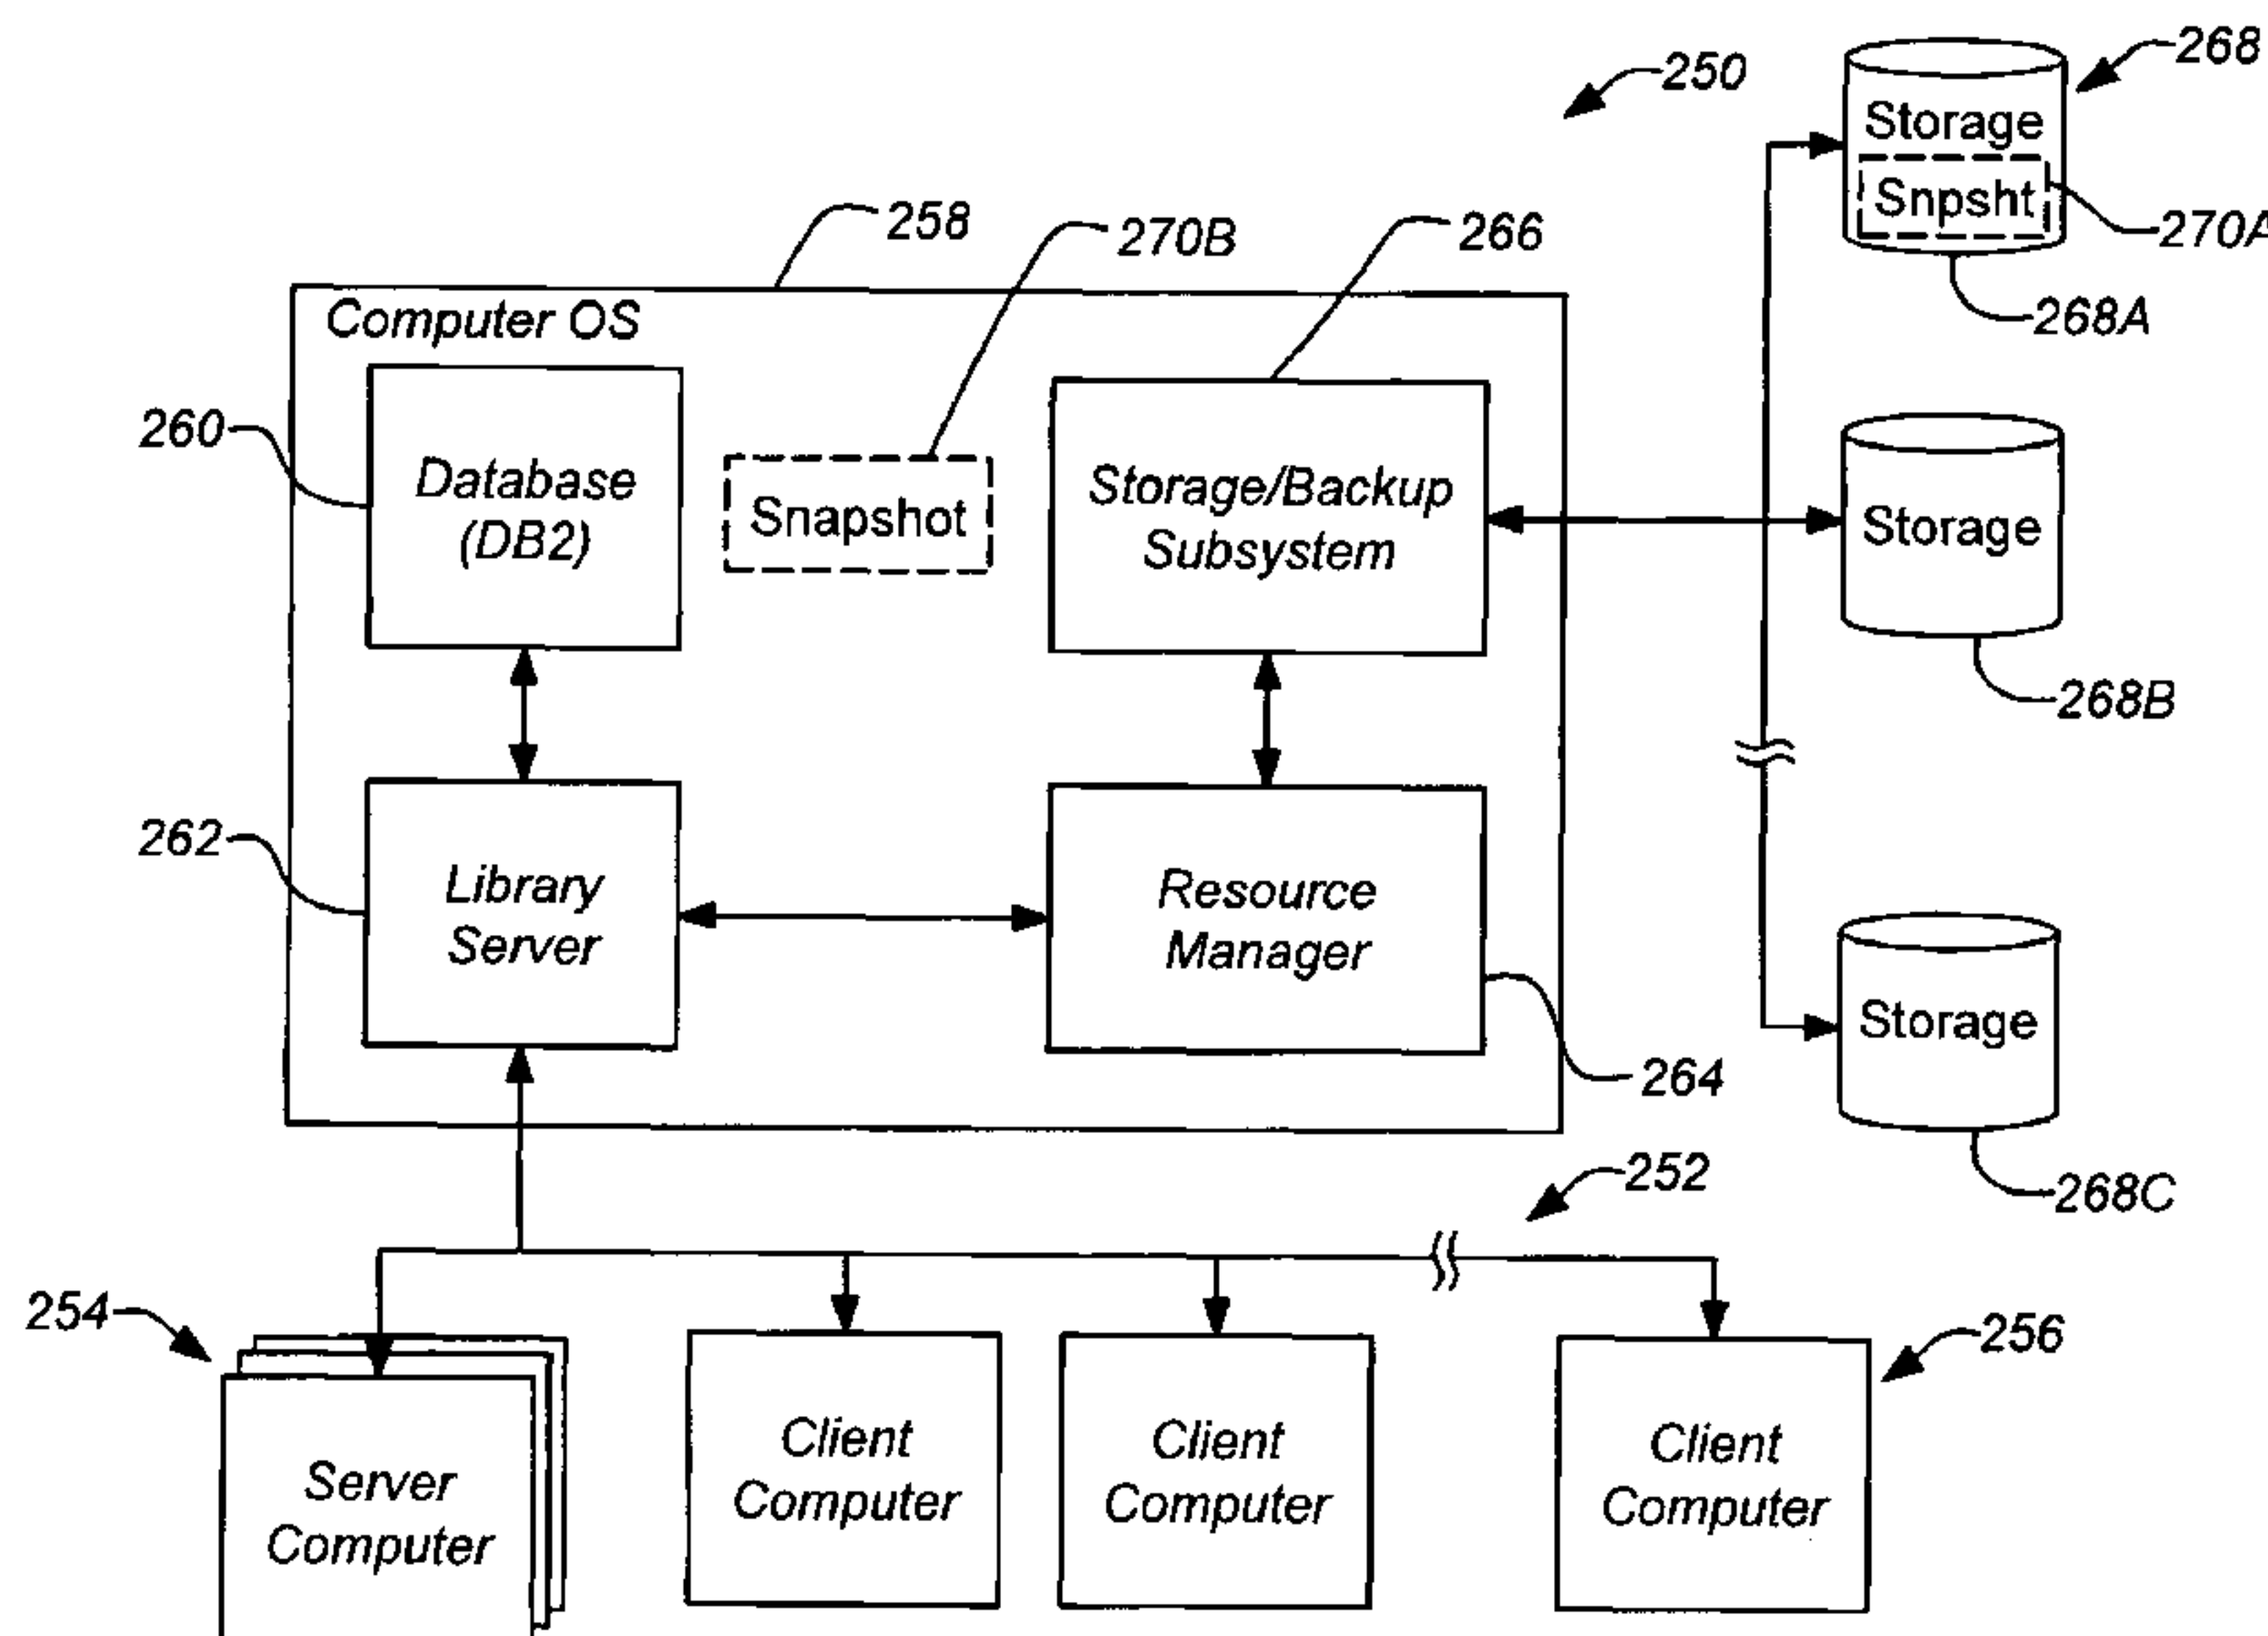 268
250
Storage
Snpsht
270A
268A
258
270B
266
Computer OS
260
Database
(DB2)
Snapshot
Storage/Backup
Subsystem
Storage
268B
262
Library
Server
Resource
Manager
Storage
264
268C
252
254
256
Client
Computer
Client
Computer
Client
Computer
Server
Computer